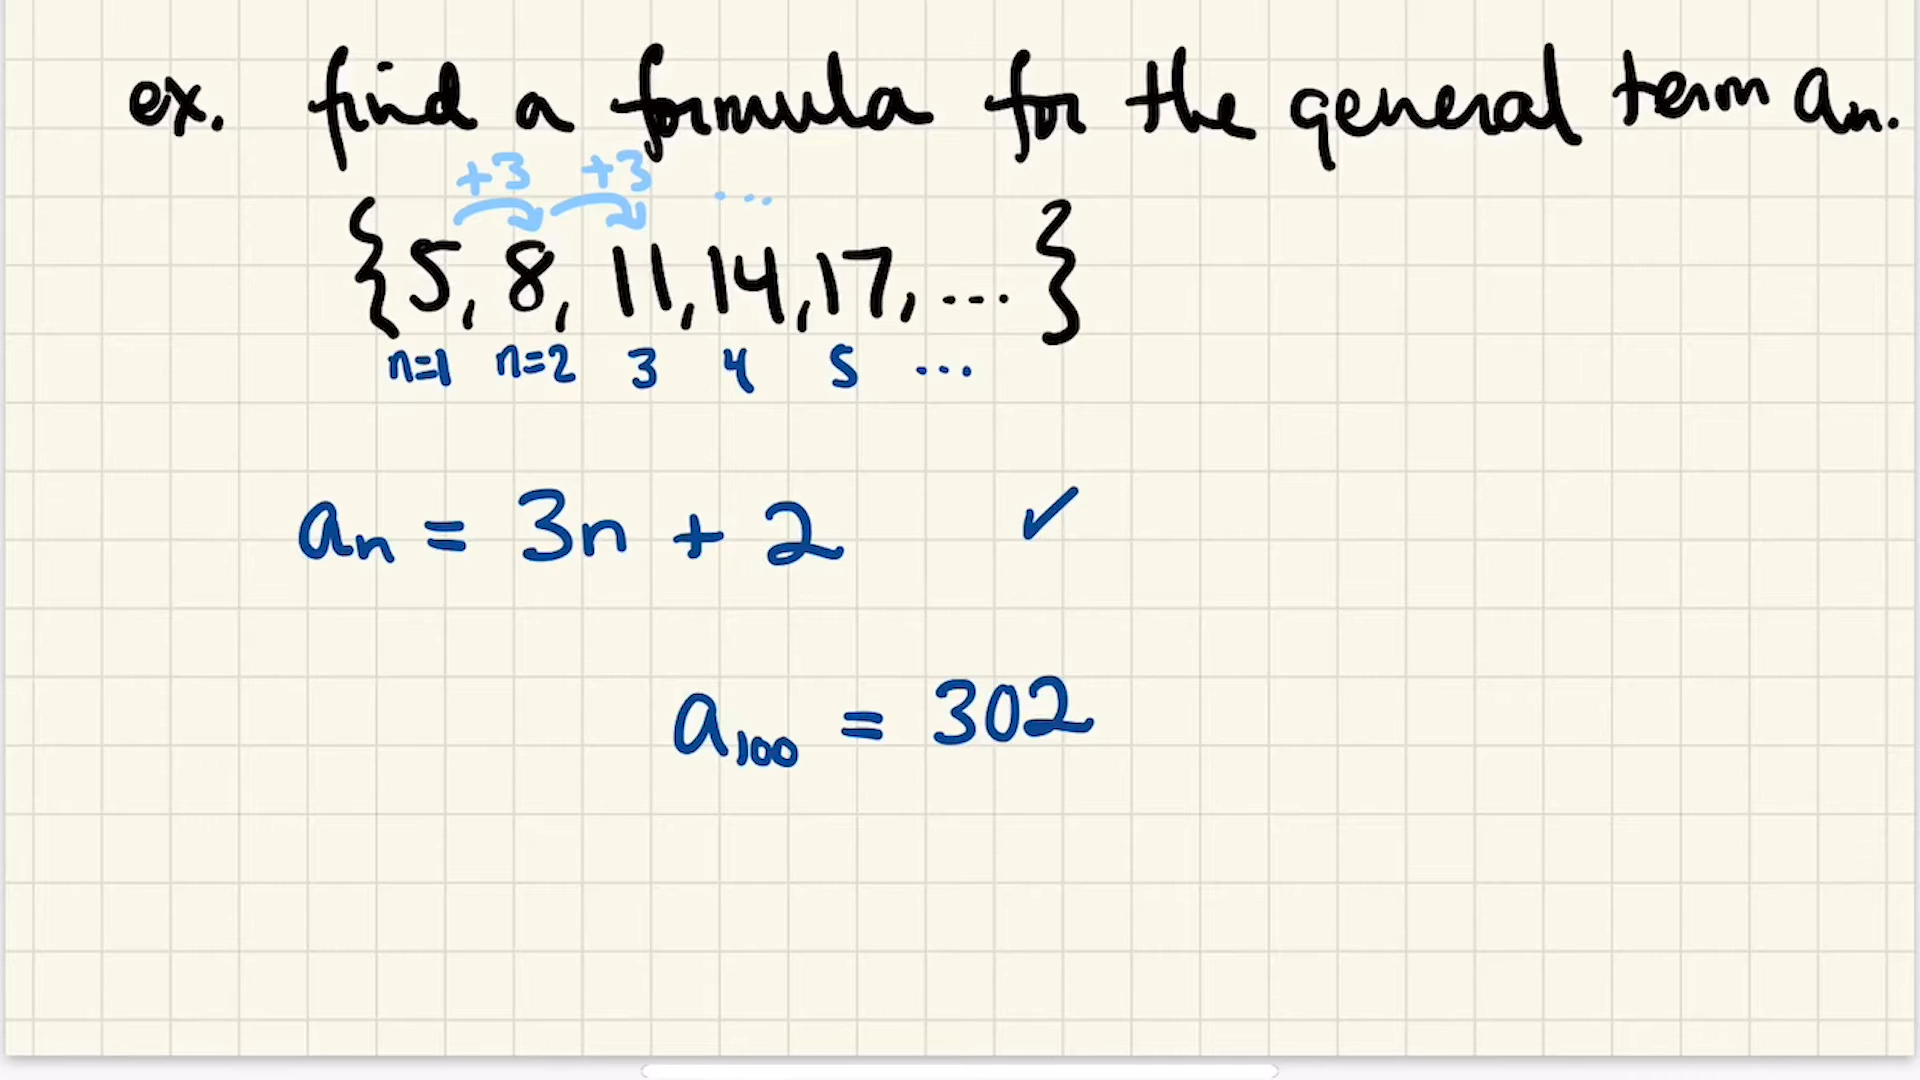 ex. find a formula for the general term aₙ.
+3 +3 ...
{5, 8, 11, 14, 17, ... }
n=1 n=2 3 4 5 ...
aₙ = 3n + 2 ✓
a₁₀₀ = 302